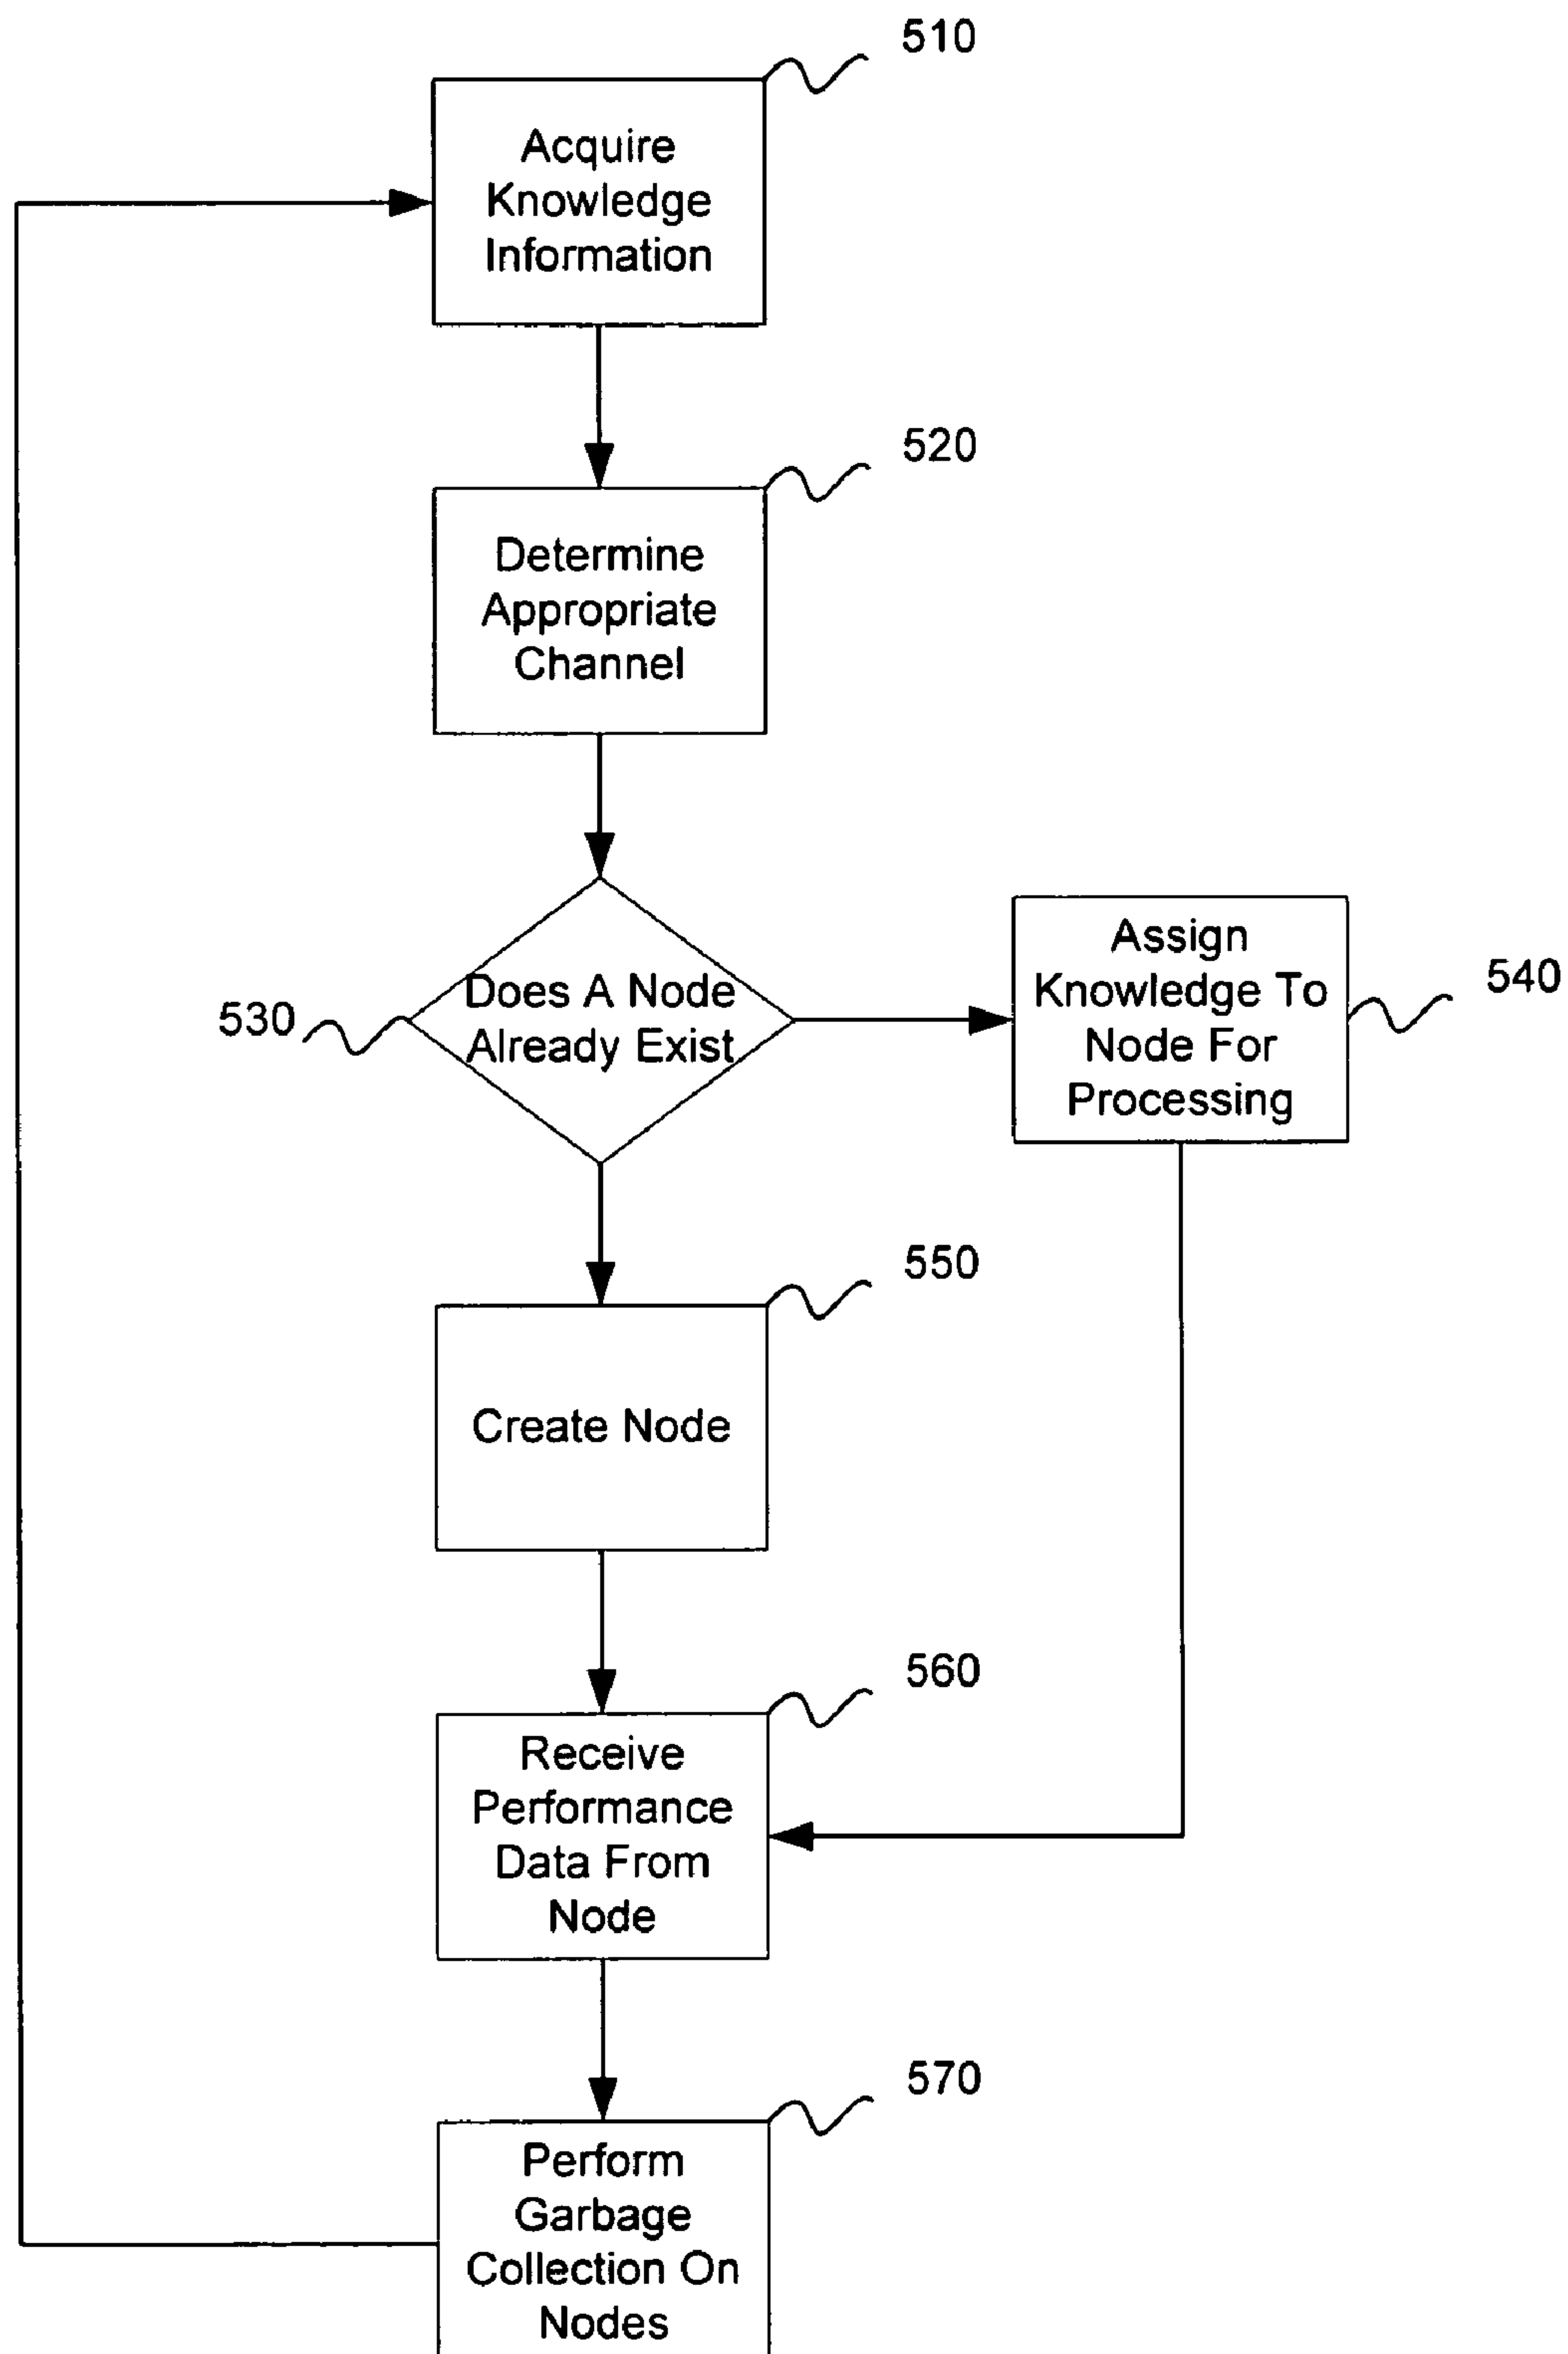 510
Acquire
Knowledge
Information
520
Determine
Appropriate
Channel
530
Does A Node
Already Exist
Assign
Knowledge To
Node For
Processing
540
550
Create Node
560
Receive
Performance
Data From
Node
570
Perform
Garbage
Collection On
Nodes